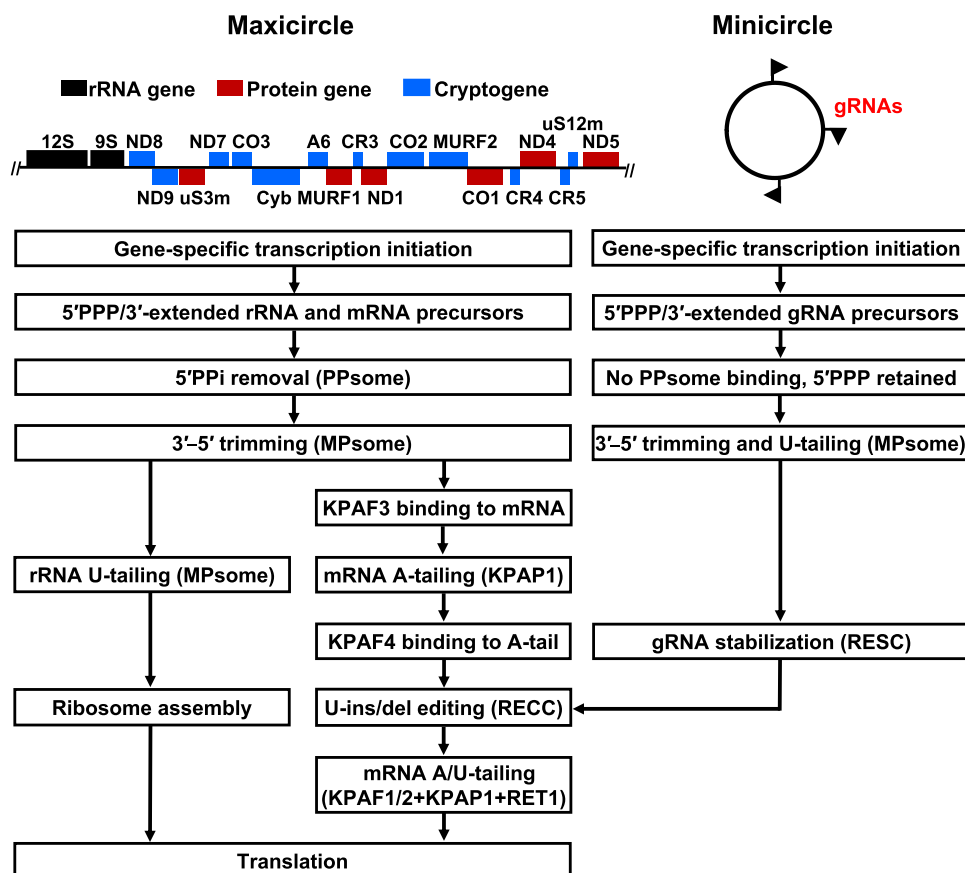 Maxicircle
Minicircle
rRNA gene Protein gene Cryptogene
gRNAs
uS12m
12S 9S ND8 ND7 CO3 A6 CR3 CO2 MURF2 ND4 ND5
// //
ND9 uS3m Cyb MURF1 ND1 CO1 CR4 CR5
Gene-specific transcription initiation
5′PPP/3′-extended rRNA and mRNA precursors
5′PPi removal (PPsome)
3′–5′ trimming (MPsome)
KPAF3 binding to mRNA
rRNA U-tailing (MPsome)
mRNA A-tailing (KPAP1)
KPAF4 binding to A-tail
Ribosome assembly
U-ins/del editing (RECC)
mRNA A/U-tailing
(KPAF1/2+KPAP1+RET1)
Translation
Gene-specific transcription initiation
5′PPP/3′-extended gRNA precursors
No PPsome binding, 5′PPP retained
3′–5′ trimming and U-tailing (MPsome)
gRNA stabilization (RESC)